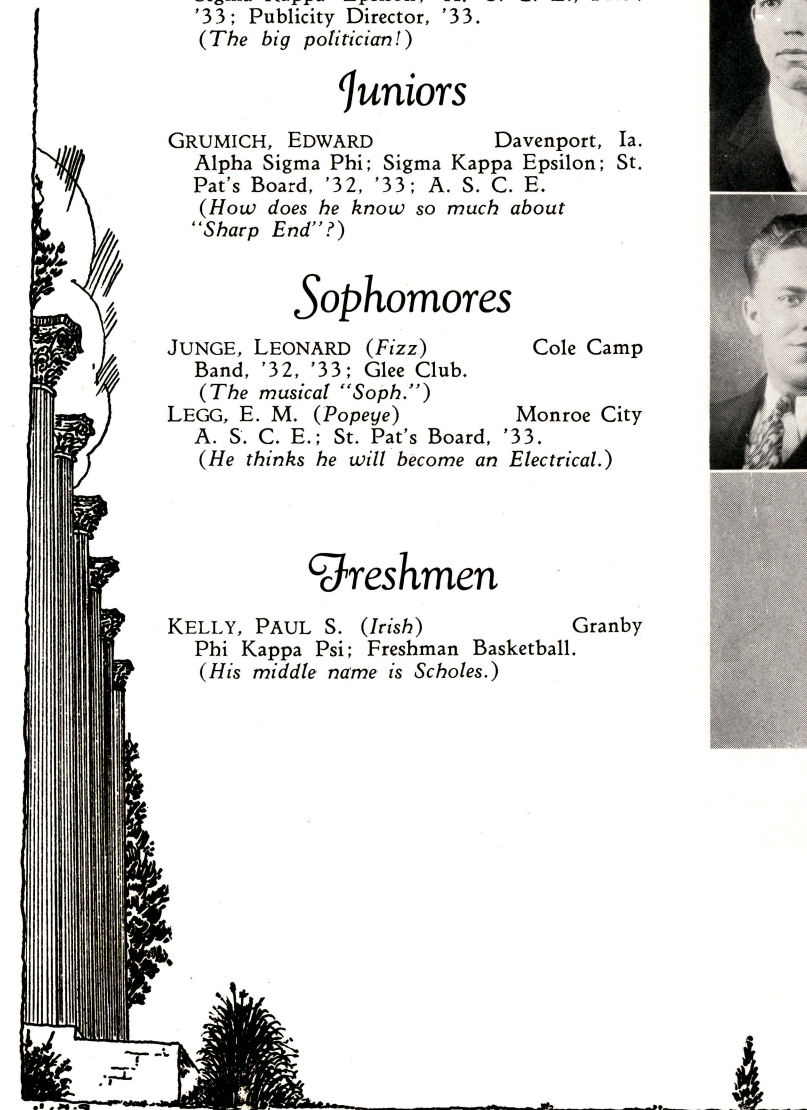 '33; Publicity Director, '33.
(The big politician!)
Juniors
GRUMICH, EDWARD Davenport, Ia.
Alpha Sigma Phi; Sigma Kappa Epsilon; St.
Pat's Board, '32, '33; A. S. C. E.
(How does he know so much about
"Sharp End"?)
Sophomores
JUNGE, LEONARD (Fizz) Cole Camp
Band, '32, '33; Glee Club.
(The musical "Soph.")
LEGG, E. M. (Popeye) Monroe City
A. S. C. E.; St. Pat's Board, '33.
(He thinks he will become an Electrical.)
Freshmen
KELLY, PAUL S. (Irish) Granby
Phi Kappa Psi; Freshman Basketball.
(His middle name is Scholes.)